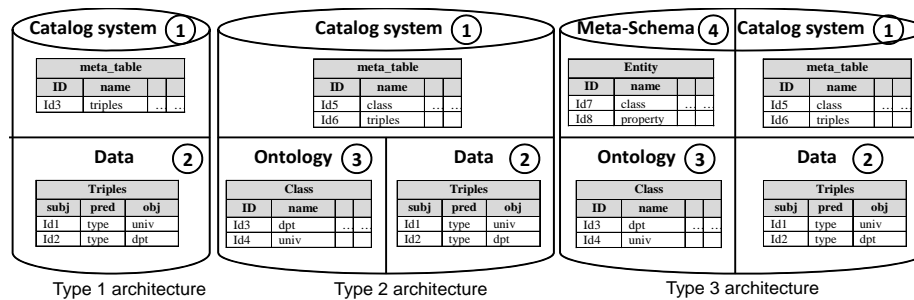 Catalog system 1
meta_table
ID name
Id3 triples … …
Data 2
Triples
subj pred obj
Id1 type univ
Id2 type dpt
Type 1 architecture
Catalog system 1
meta_table
ID name
Id5 class … …
Id6 triples
Ontology 3
Class
ID name
Id3 dpt … …
Id4 univ
Data 2
Triples
subj pred obj
Id1 type univ
Id2 type dpt
Type 2 architecture
Meta-Schema 4
Entity
ID name
Id7 class … …
Id8 property
Catalog system 1
meta_table
ID name
Id5 class … …
Id6 triples
Ontology 3
Class
ID name
Id3 dpt … …
Id4 univ
Data 2
Triples
subj pred obj
Id1 type univ
Id2 type dpt
Type 3 architecture